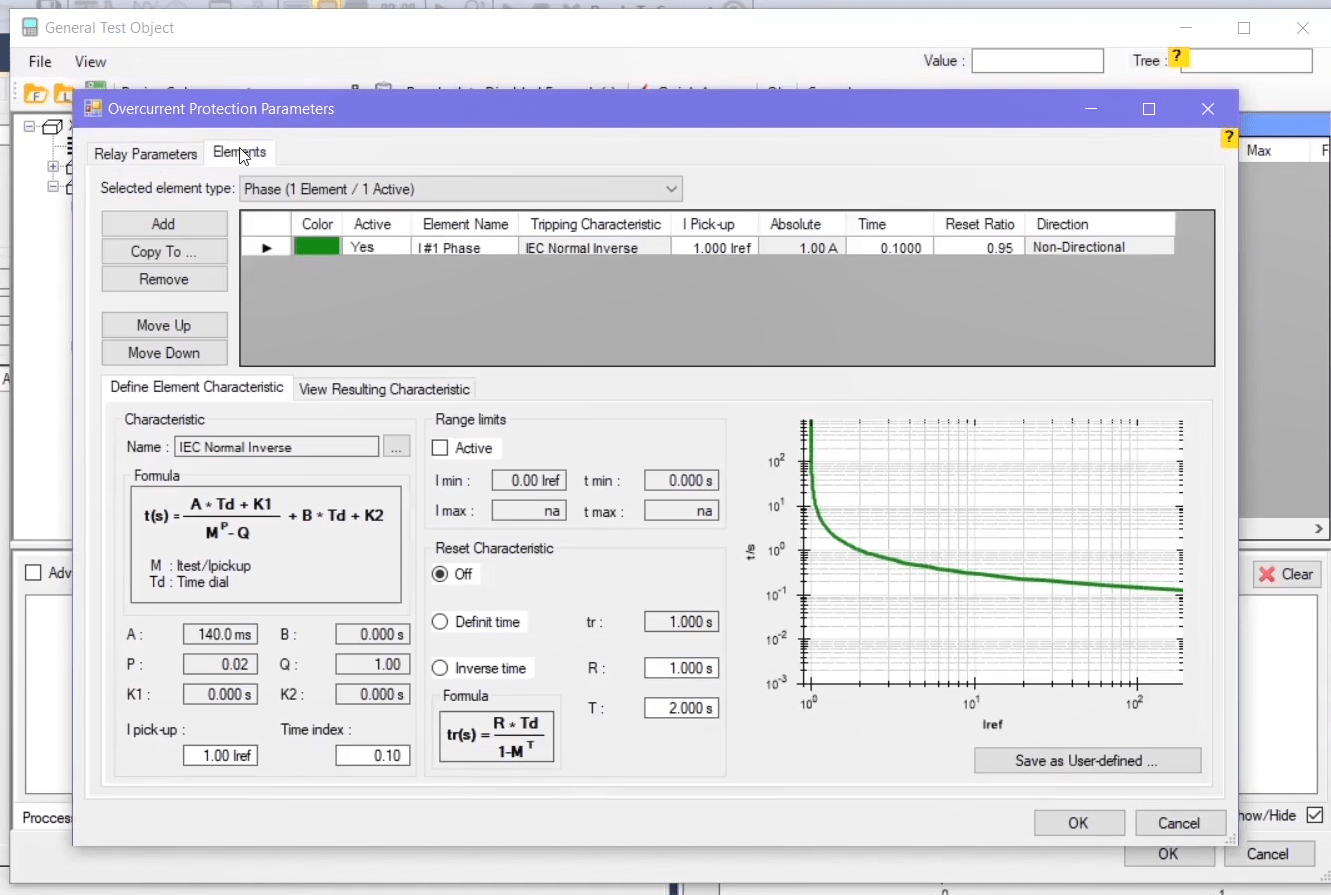 General Test Object
File View Value : Tree : ?
Overcurrent Protection Parameters
?
Relay Parameters Elements
Max F
Selected element type: Phase (1 Element / 1 Active)
Add
Copy To ...
Remove
Move Up
Move Down
Color Active Element Name Tripping Characteristic I Pick-up Absolute Time Reset Ratio Direction
Yes I #1 Phase IEC Normal Inverse 1.000 Iref 1.00 A 0.1000 0.95 Non-Directional
Define Element Characteristic View Resulting Characteristic
Characteristic
Name : IEC Normal Inverse ...
Formula
t(s) = A * Td + K1 / M^P - Q + B * Td + K2
M : Itest/Ipickup
Td : Time dial
A : 140.0 ms B : 0.000 s
P : 0.02 Q : 1.00
K1 : 0.000 s K2 : 0.000 s
I pick-up : Time index :
1.00 Iref 0.10
Range limits
Active
I min : 0.00 Iref t min : 0.000 s
I max : na t max : na
Reset Characteristic
Off
Definit time tr : 1.000 s
Inverse time R : 1.000 s
Formula
T : 2.000 s
tr(s) = R * Td / 1-M^T
t/s
10^2
10^1
10^0
10^-1
10^-2
10^-3
10^0 10^1 10^2
Iref
Save as User-defined ...
OK Cancel
Adv
Clear
Procces
how/Hide
OK Cancel